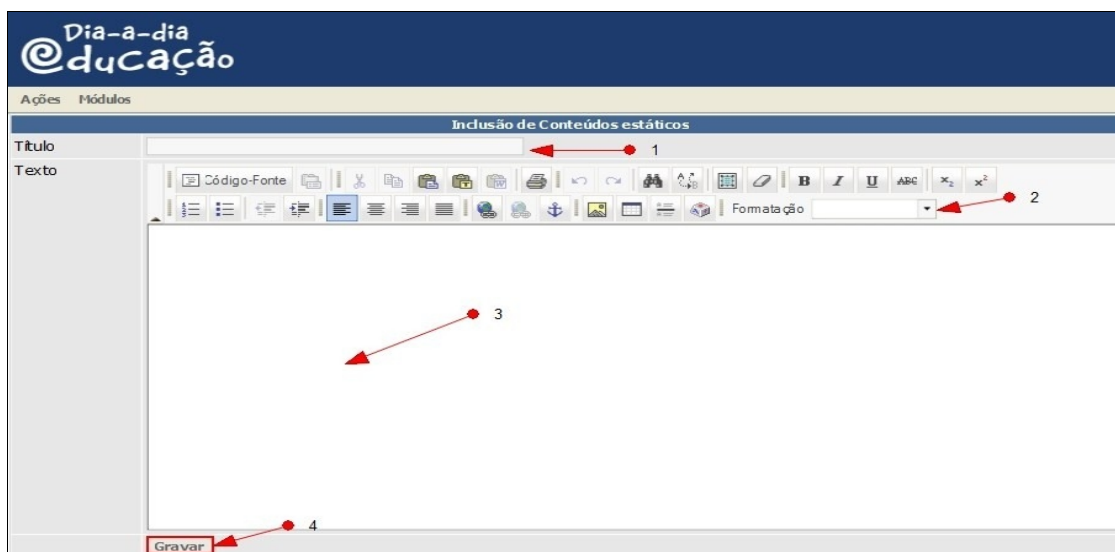 Dia-a-dia
@ducação
Ações Módulos
Inclusão de Conteúdos estáticos
Título
1
Texto
Código-Fonte
B I U ABC x₂ x²
Formatação
2
3
4
Gravar